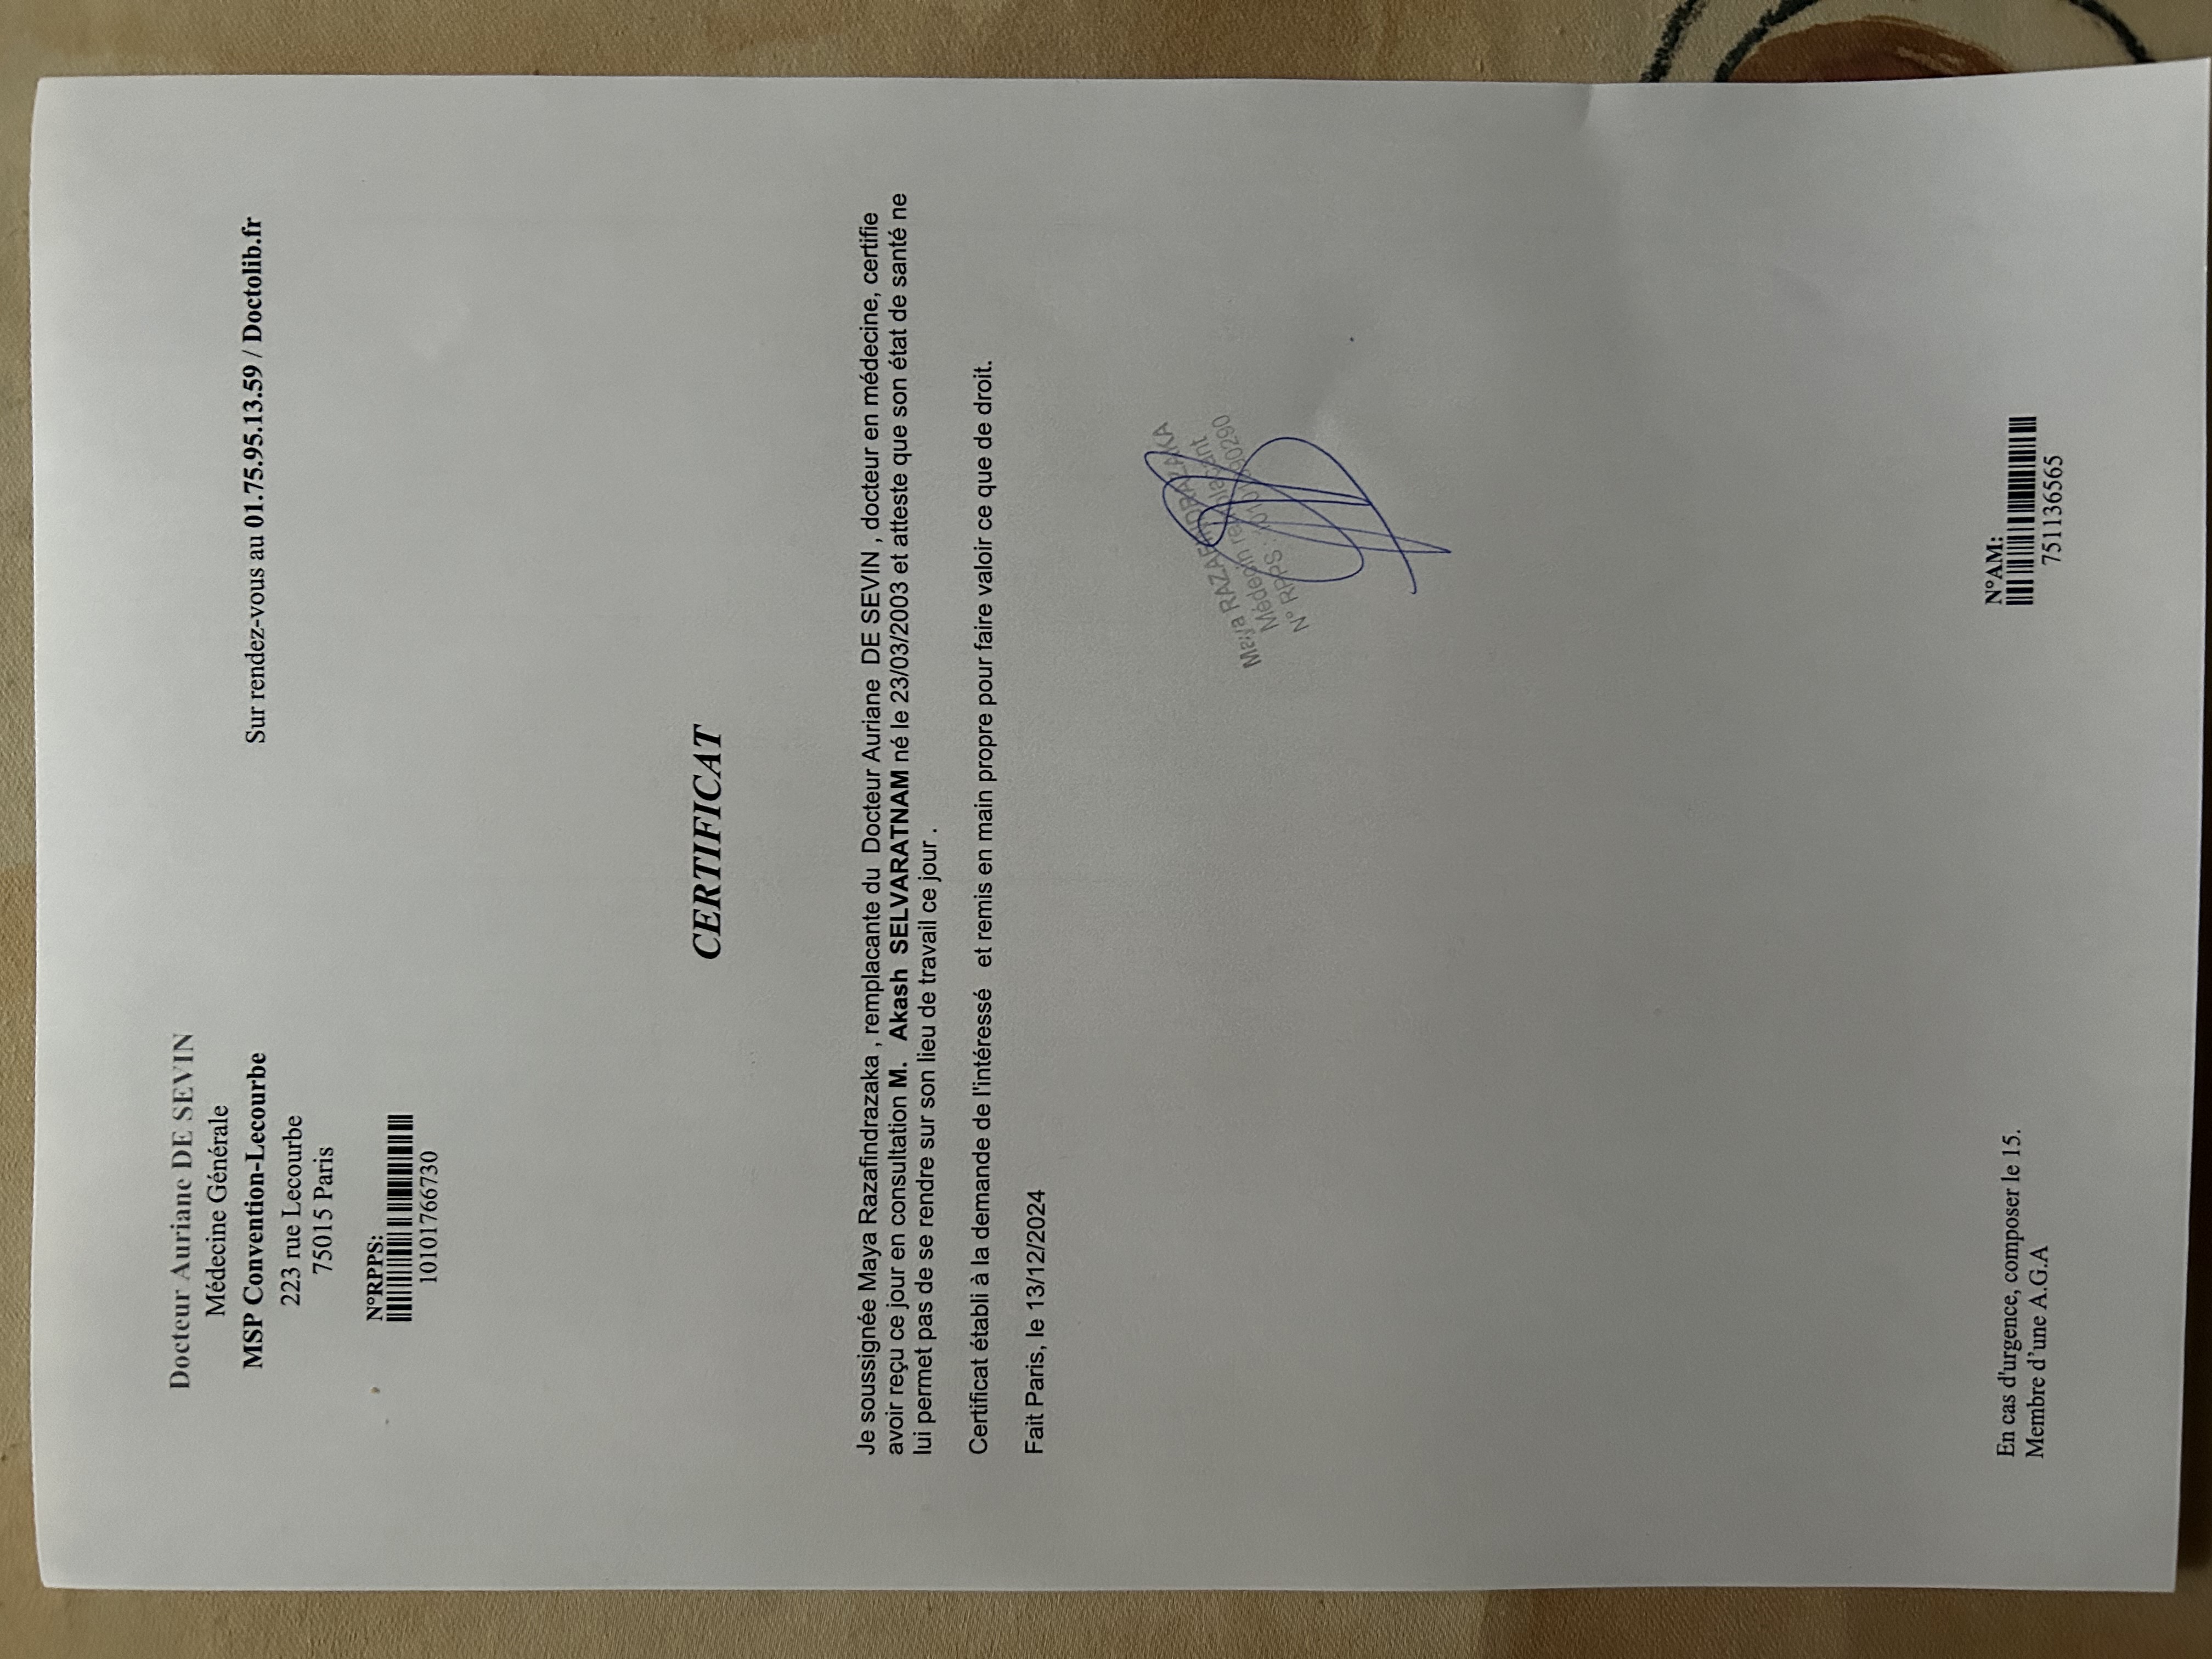 Docteur Auriane DE SEVIN
Médecine Générale
MSP Convention-Lecourbe
223 rue Lecourbe
75015 Paris
Sur rendez-vous au 01.75.95.13.59 / Doctolib.fr
N°RPPS:
10101766730
CERTIFICAT
Je soussignée Maya Razafindrazaka , remplacante du Docteur Auriane DE SEVIN , docteur en médecine, certifie
avoir reçu ce jour en consultation M. Akash SELVARATNAM né le 23/03/2003 et atteste que son état de santé ne
lui permet pas de se rendre sur son lieu de travail ce jour .
Certificat établi à la demande de l'intéressé et remis en main propre pour faire valoir ce que de droit.
Fait Paris, le 13/12/2024
Maya RAZAFINDRAZAKA
Médecin remplaçant
N° RPPS :
En cas d'urgence, composer le 15.
Membre d’une A.G.A
N°AM:
751136565